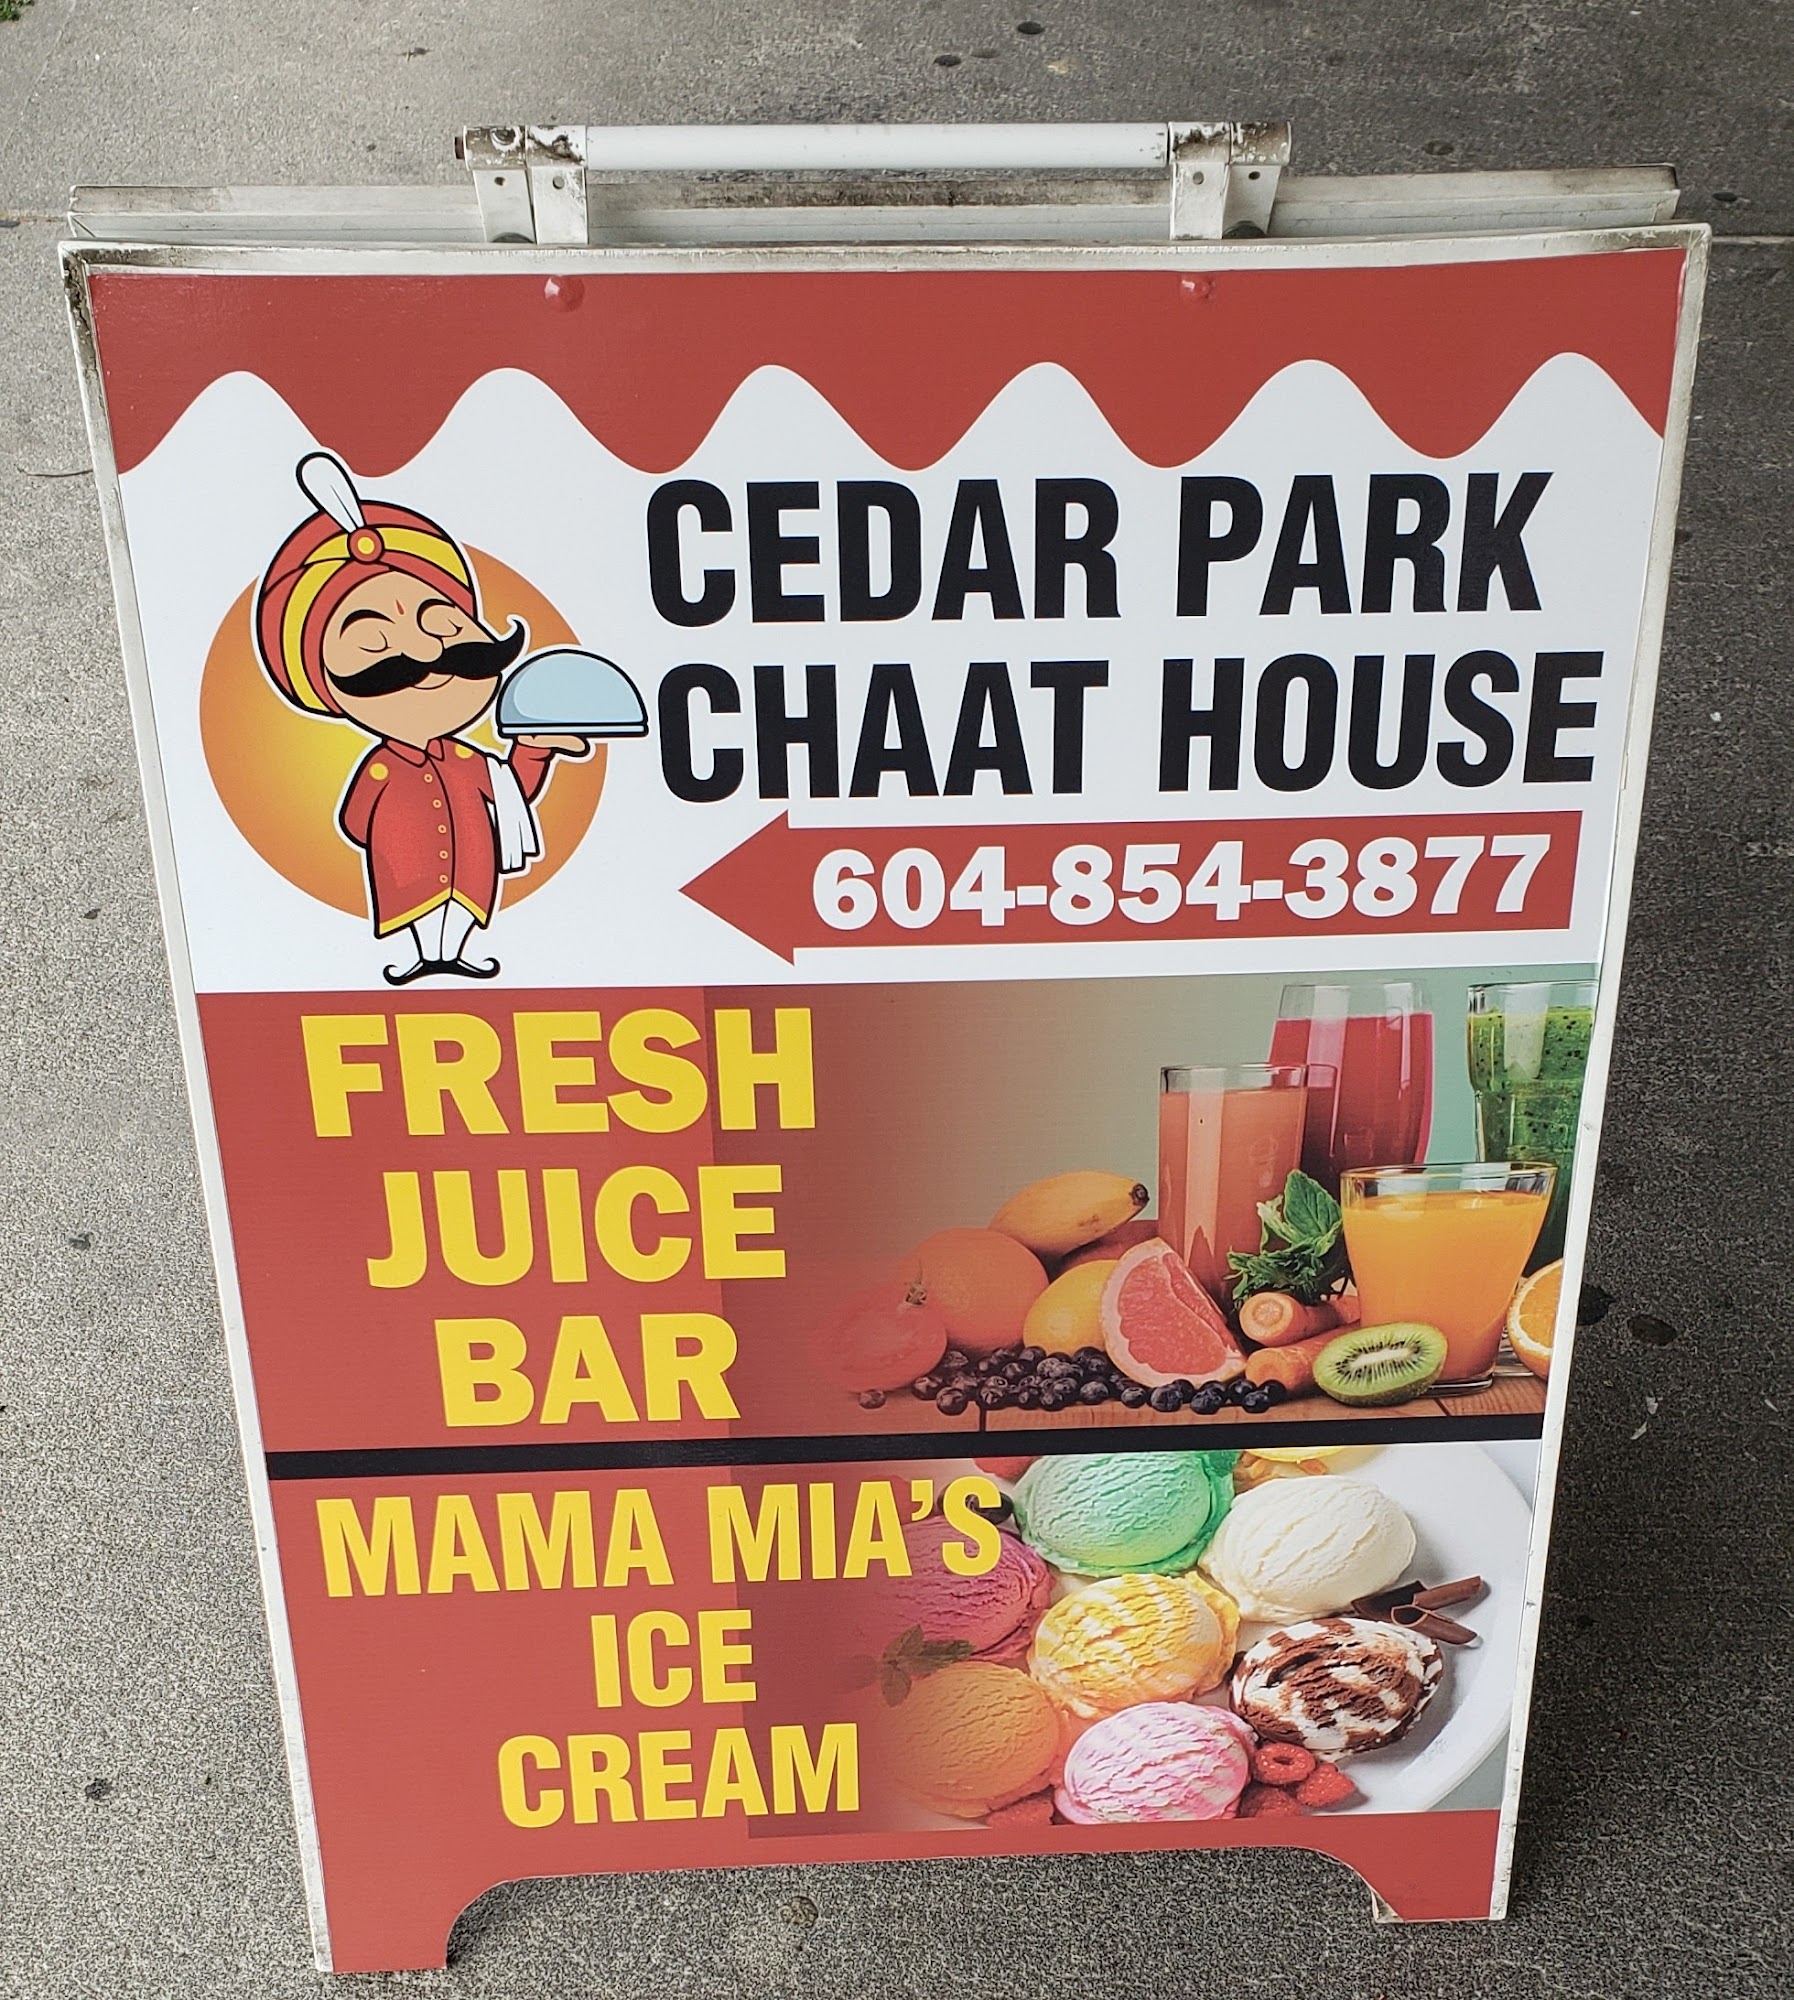 CEDAR PARK
CHAAT HOUSE
604-854-3877
FRESH
JUICE
BAR
MAMA MIA'S
ICE
CREAM